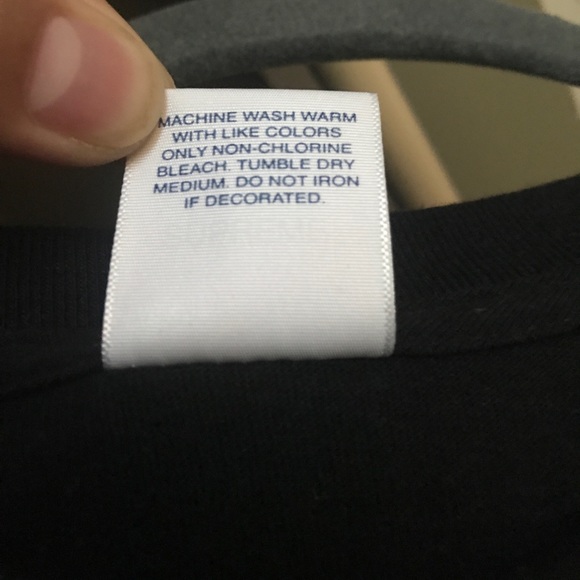 MACHINE WASH WARM
WITH LIKE COLORS
ONLY NON-CHLORINE
BLEACH. TUMBLE DRY
MEDIUM. DO NOT IRON
IF DECORATED.